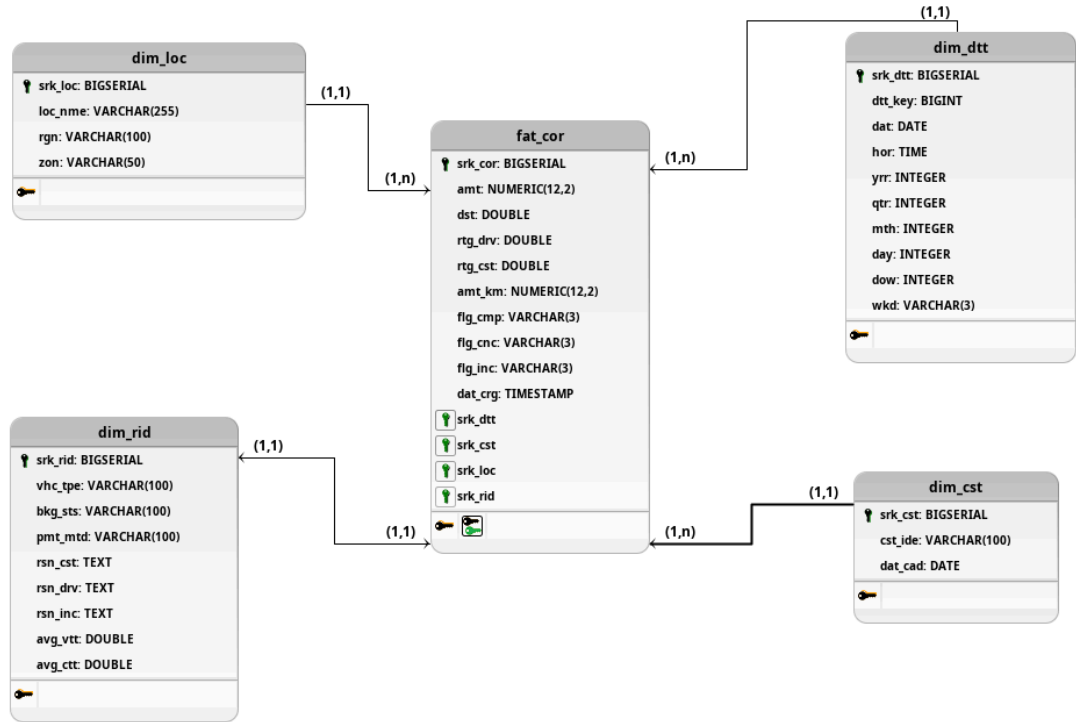 dim_loc
srk_loc: BIGSERIAL
loc_nme: VARCHAR(255)
rgn: VARCHAR(100)
zon: VARCHAR(50)
(1,1)
(1,n)
fat_cor
srk_cor: BIGSERIAL
amt: NUMERIC(12,2)
dst: DOUBLE
rtg_drv: DOUBLE
rtg_cst: DOUBLE
amt_km: NUMERIC(12,2)
flg_cmp: VARCHAR(3)
flg_cnc: VARCHAR(3)
flg_inc: VARCHAR(3)
dat_crg: TIMESTAMP
srk_dtt
srk_cst
srk_loc
srk_rid
(1,1)
(1,n)
dim_dtt
srk_dtt: BIGSERIAL
dtt_key: BIGINT
dat: DATE
hor: TIME
yrr: INTEGER
qtr: INTEGER
mth: INTEGER
day: INTEGER
dow: INTEGER
wkd: VARCHAR(3)
dim_rid
srk_rid: BIGSERIAL
vhc_tpe: VARCHAR(100)
bkg_sts: VARCHAR(100)
pmt_mtd: VARCHAR(100)
rsn_cst: TEXT
rsn_drv: TEXT
rsn_inc: TEXT
avg_vtt: DOUBLE
avg_ctt: DOUBLE
(1,1)
(1,1)
(1,n)
(1,1)
dim_cst
srk_cst: BIGSERIAL
cst_ide: VARCHAR(100)
dat_cad: DATE